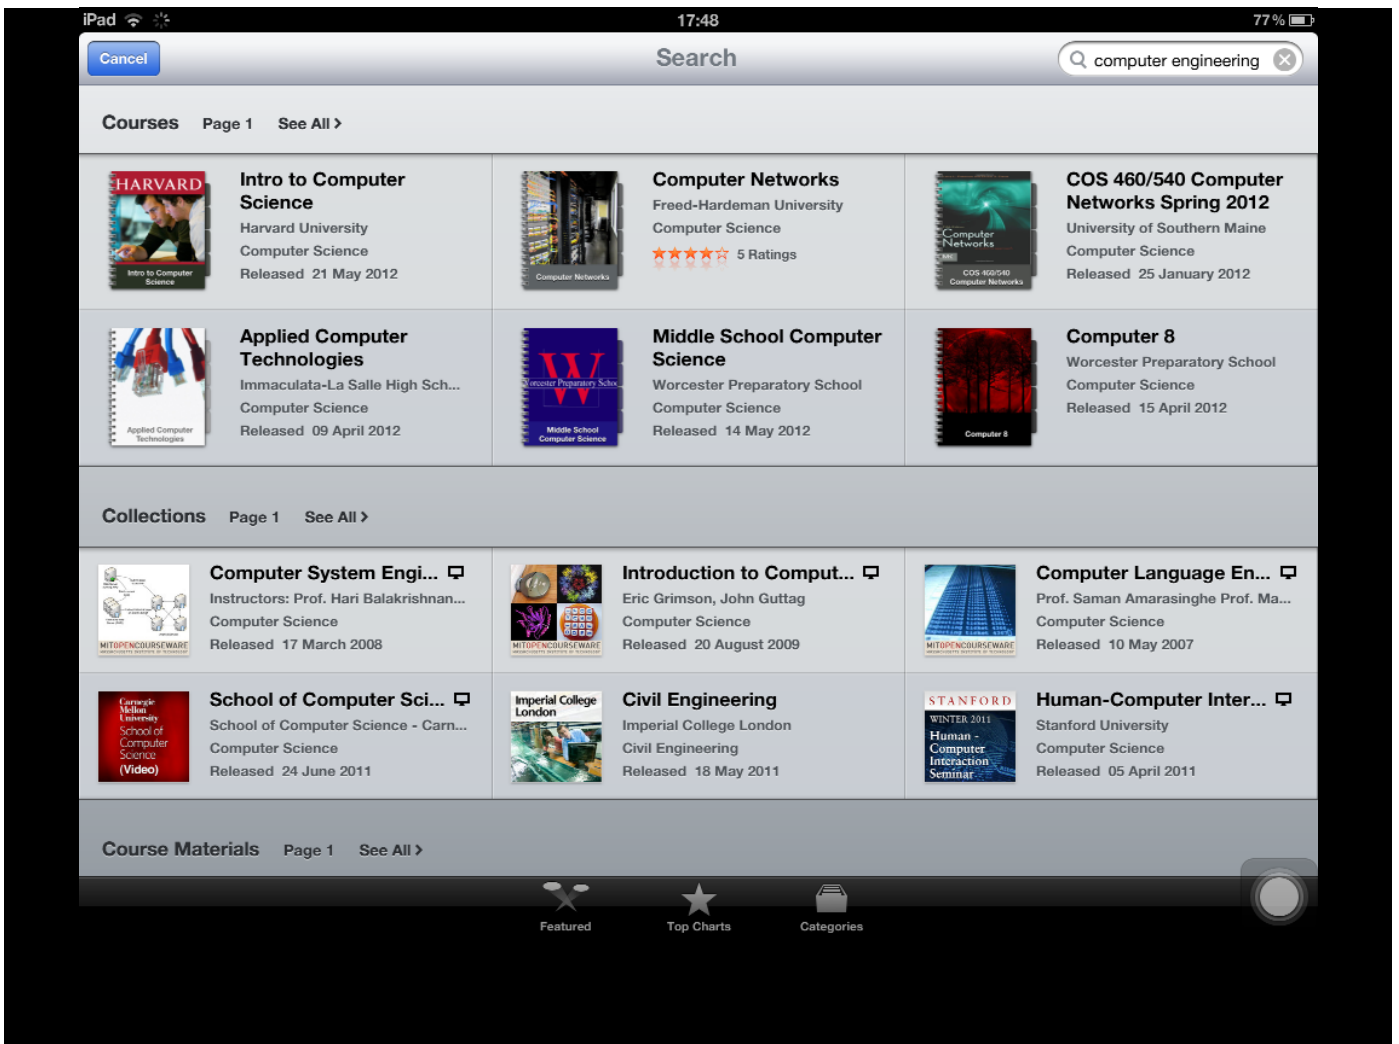 iPad 17:48 77%
Cancel Search computer engineering
Courses Page 1 See All >
HARVARD
Intro to Computer
Science
Intro to Computer
Science
Harvard University
Computer Science
Released 21 May 2012
Computer Networks
Computer Networks
Freed-Hardeman University
Computer Science
5 Ratings
Computer
Networks
COS 460/540
Computer Networks
COS 460/540 Computer
Networks Spring 2012
University of Southern Maine
Computer Science
Released 25 January 2012
Applied Computer
Technologies
Applied Computer
Technologies
Immaculata-La Salle High Sch...
Computer Science
Released 09 April 2012
W
Worcester Preparatory School
Middle School
Computer Science
Middle School Computer
Science
Worcester Preparatory School
Computer Science
Released 14 May 2012
Computer 8
Computer 8
Worcester Preparatory School
Computer Science
Released 15 April 2012
Collections Page 1 See All >
MITOPENCOURSEWARE
Computer System Engi...
Instructors: Prof. Hari Balakrishnan...
Computer Science
Released 17 March 2008
MITOPENCOURSEWARE
Introduction to Comput...
Eric Grimson, John Guttag
Computer Science
Released 20 August 2009
MITOPENCOURSEWARE
Computer Language En...
Prof. Saman Amarasinghe Prof. Ma...
Computer Science
Released 10 May 2007
Carnegie
Mellon
University
School of
Computer
Science
(Video)
School of Computer Sci...
School of Computer Science - Carn...
Computer Science
Released 24 June 2011
Imperial College
London
Civil Engineering
Imperial College London
Civil Engineering
Released 18 May 2011
STANFORD
WINTER 2011
Human -
Computer
Interaction
Seminar
Human-Computer Inter...
Stanford University
Computer Science
Released 05 April 2011
Course Materials Page 1 See All >
Featured Top Charts Categories